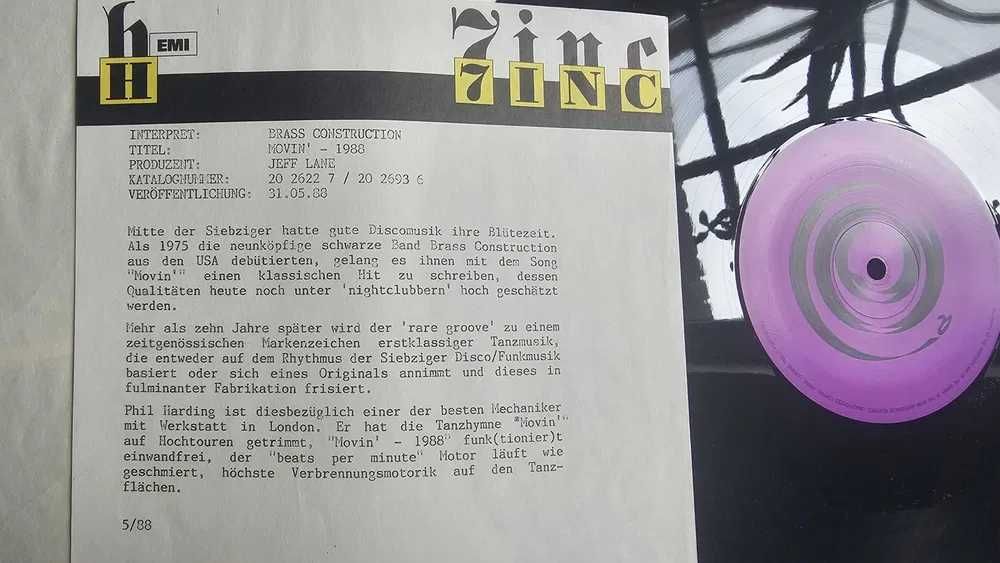 h EMI
H
7inc
7INC
INTERPRET: BRASS CONSTRUCTION
TITEL: MOVIN' - 1988
PRODUZENT: JEFF LANE
KATALOGNUMMER: 20 2622 7 / 20 2693 6
VERÖFFENTLICHUNG: 31.05.88
Mitte der Siebziger hatte gute Discomusik ihre Blütezeit.
Als 1975 die neunköpfige schwarze Band Brass Construction
aus den USA debütierten, gelang es ihnen mit dem Song
"Movin'" einen klassischen Hit zu schreiben, dessen
Qualitäten heute noch unter 'nightclubbern' hoch geschätzt
werden.
Mehr als zehn Jahre später wird der 'rare groove' zu einem
zeitgenössischen Markenzeichen erstklassiger Tanzmusik,
die entweder auf dem Rhythmus der Siebziger Disco/Funkmusik
basiert oder sich eines Originals annimmt und dieses in
fulminanter Fabrikation frisiert.
Phil Harding ist diesbezüglich einer der besten Mechaniker
mit Werkstatt in London. Er hat die Tanzhymne "Movin'"
auf Hochtouren getrimmt, "Movin' - 1988" funk(tionier)t
einwandfrei, der "beats per minute" Motor läuft wie
geschmiert, höchste Verbrennungsmotorik auf den Tanz-
flächen.
5/88